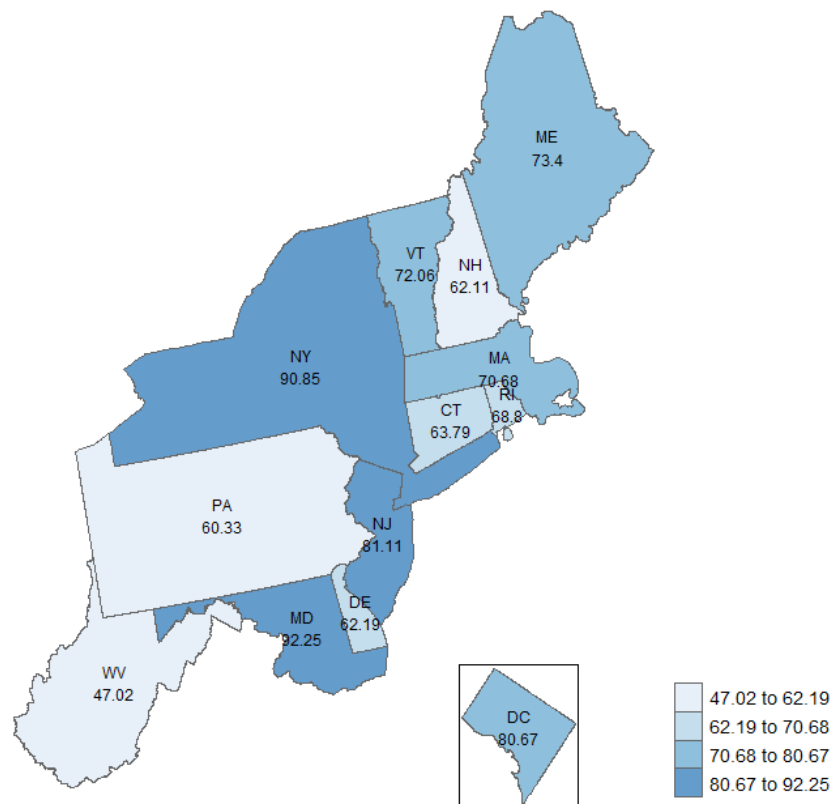 ME
73.4
VT
72.06
NH
62.11
NY
90.85
MA
70.68
RI
68.8
CT
63.79
PA
60.33
NJ
81.11
DE
62.19
MD
92.25
WV
47.02
DC
80.67
47.02 to 62.19
62.19 to 70.68
70.68 to 80.67
80.67 to 92.25